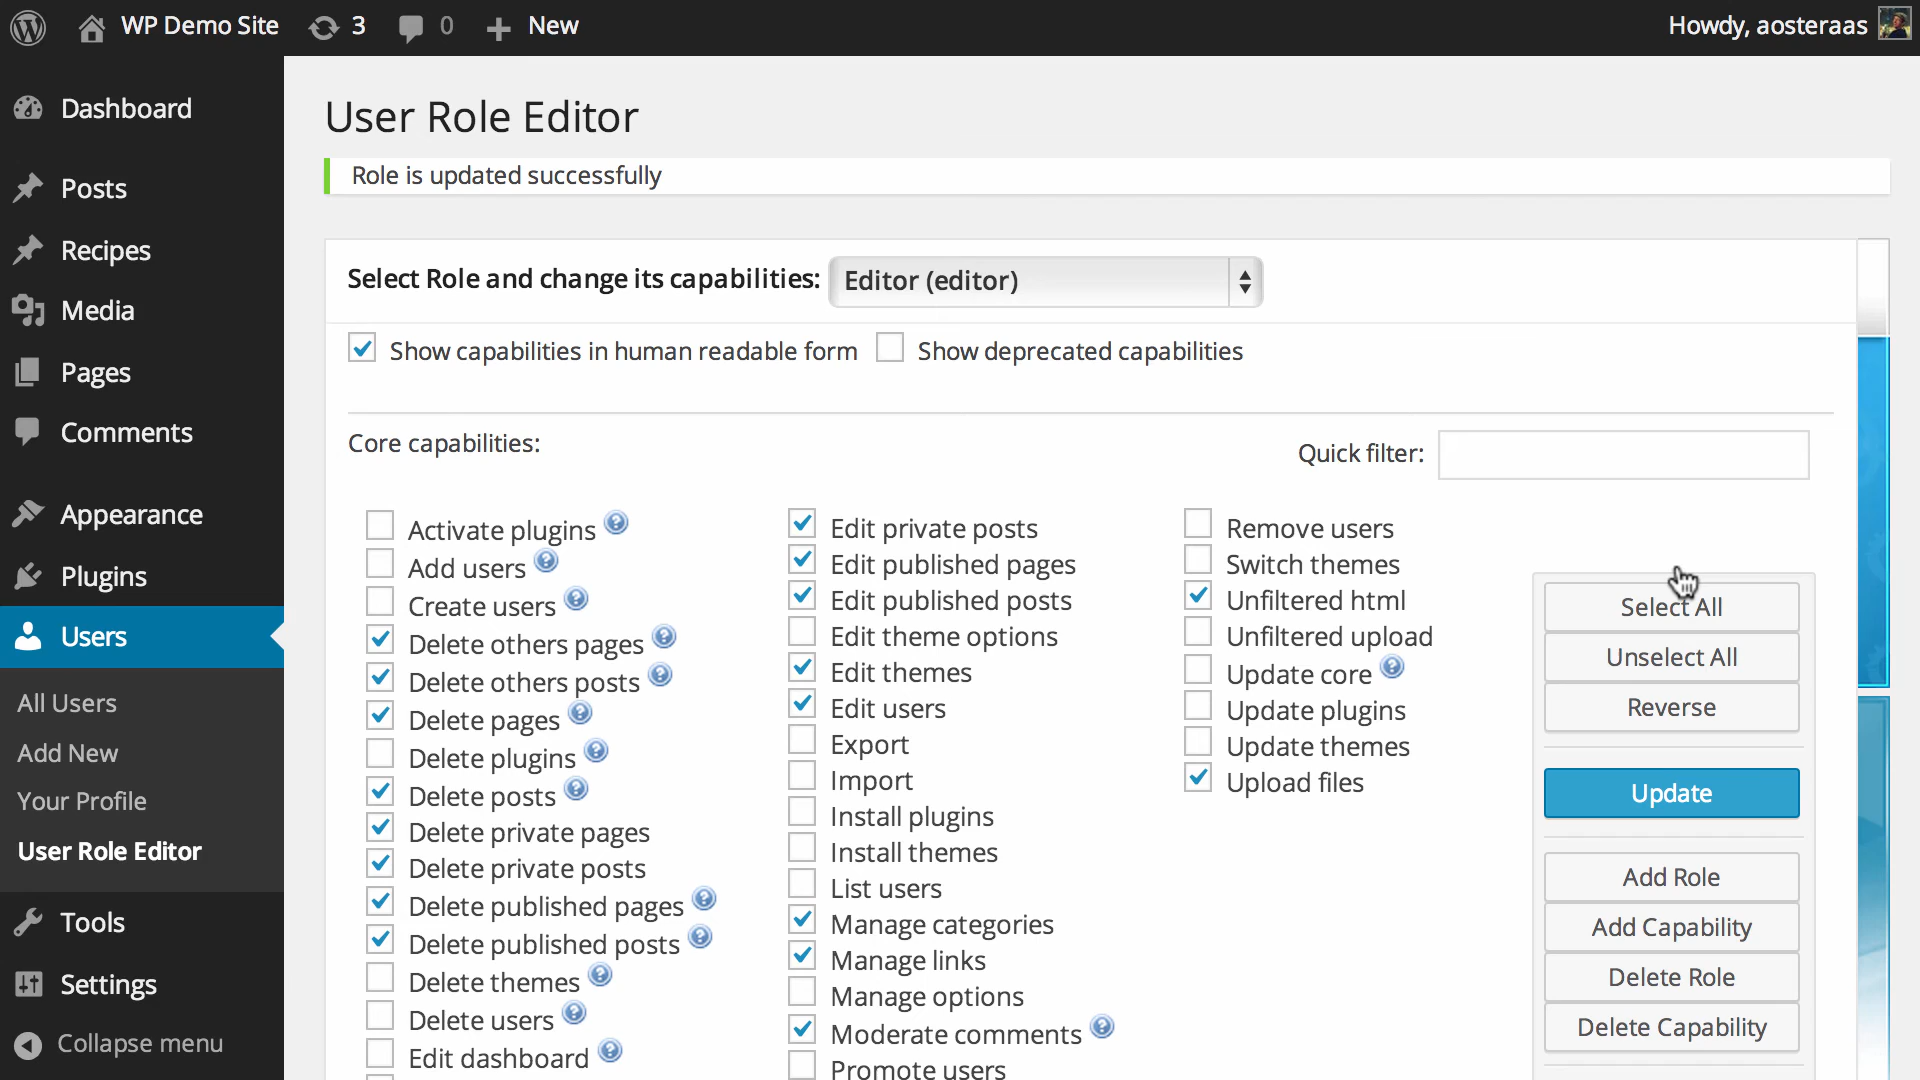 WP Demo Site 3 0 New Howdy, aosteraas
Dashboard
Posts
Recipes
Media
Pages
Comments
Appearance
Plugins
Users
All Users
Add New
Your Profile
User Role Editor
Tools
Settings
Collapse menu
User Role Editor
Role is updated successfully
Select Role and change its capabilities: Editor (editor)
Show capabilities in human readable form Show deprecated capabilities
Core capabilities:
Quick filter:
Activate plugins
Add users
Create users
Delete others pages
Delete others posts
Delete pages
Delete plugins
Delete posts
Delete private pages
Delete private posts
Delete published pages
Delete published posts
Delete themes
Delete users
Edit dashboard
Edit private posts
Edit published pages
Edit published posts
Edit theme options
Edit themes
Edit users
Export
Import
Install plugins
Install themes
List users
Manage categories
Manage links
Manage options
Moderate comments
Promote users
Remove users
Switch themes
Unfiltered html
Unfiltered upload
Update core
Update plugins
Update themes
Upload files
Select All
Unselect All
Reverse
Update
Add Role
Add Capability
Delete Role
Delete Capability